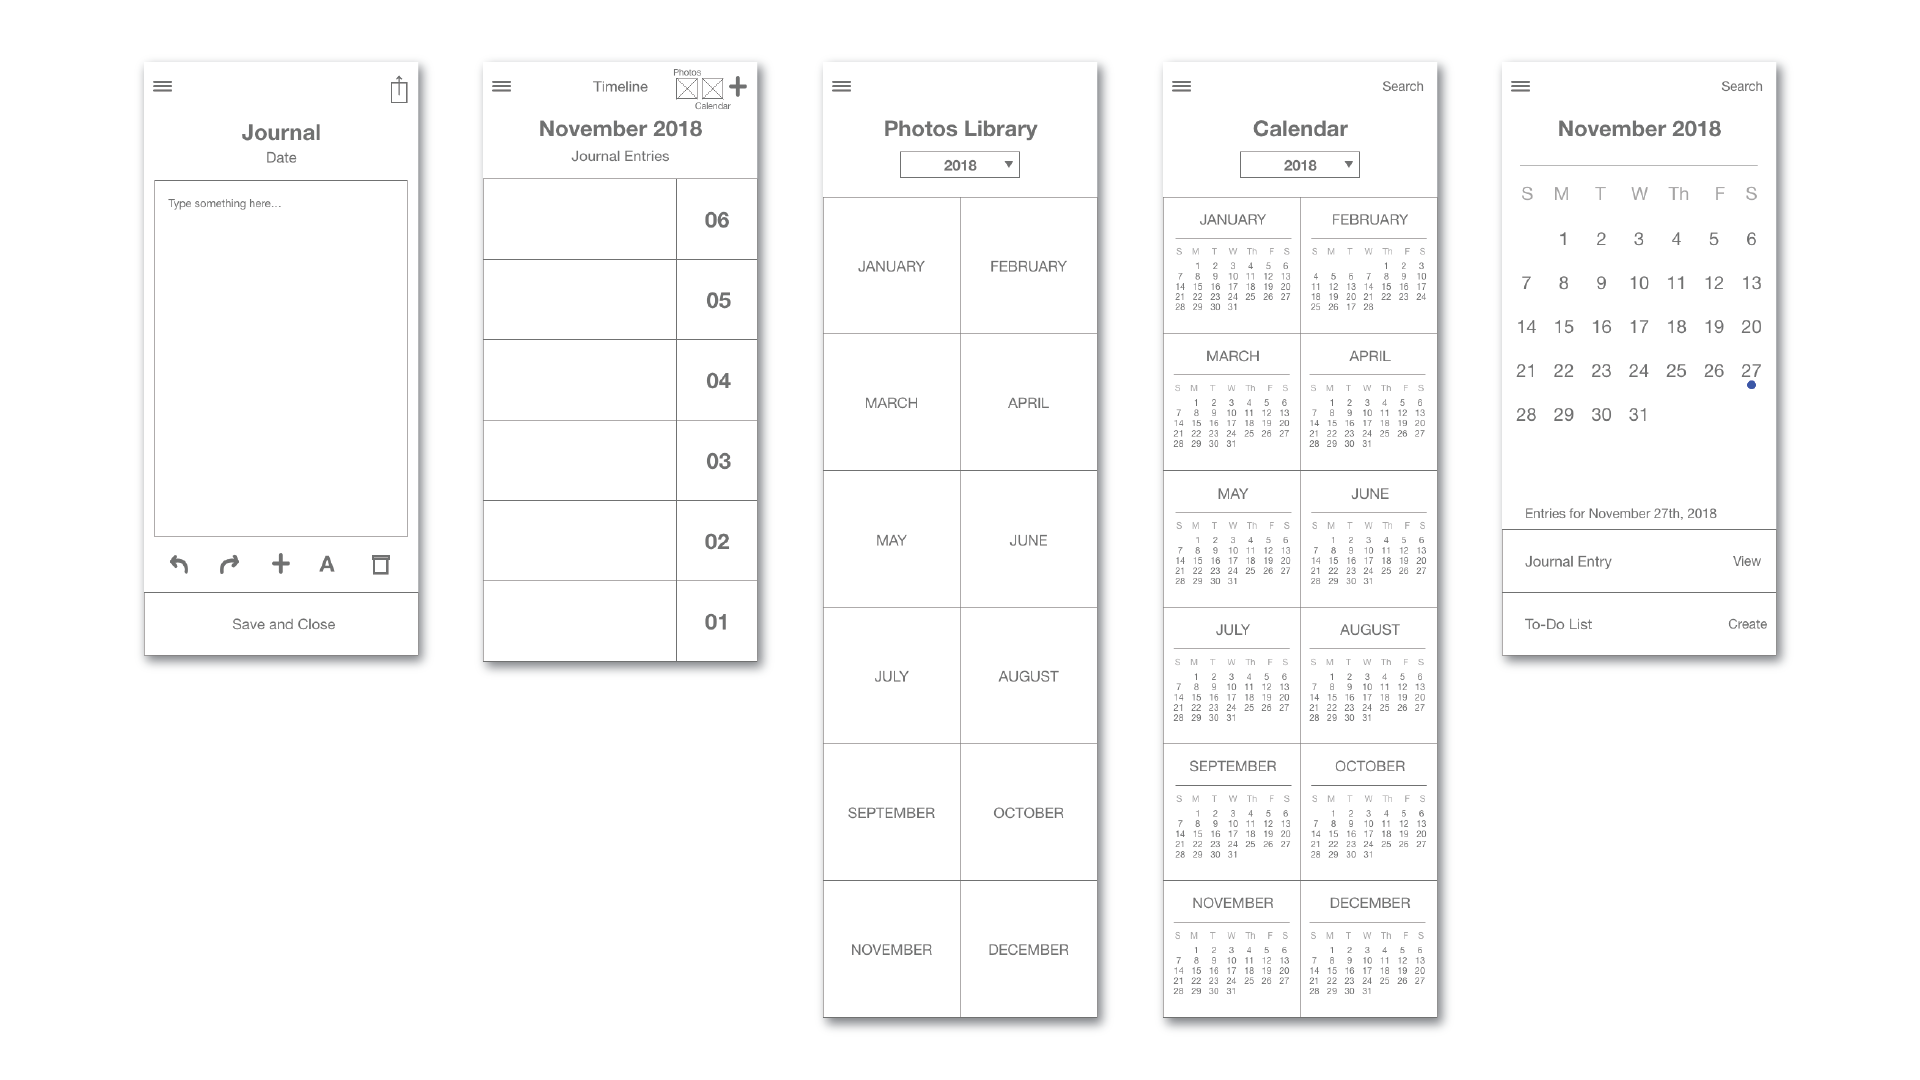 Journal
Date
Type something here...
A
Save and Close
Timeline
Photos
Calendar
November 2018
Journal Entries
06
05
04
03
02
01
Photos Library
2018
JANUARY FEBRUARY
MARCH APRIL
MAY JUNE
JULY AUGUST
SEPTEMBER OCTOBER
NOVEMBER DECEMBER
Search
Calendar
2018
JANUARY
S M T W Th F S
1 2 3 4 5 6
7 8 9 10 11 12 13
14 15 16 17 18 19 20
21 22 23 24 25 26 27
28 29 30 31
FEBRUARY
S M T W Th F S
1 2 3
4 5 6 7 8 9 10
11 12 13 14 15 16 17
18 19 20 21 22 23 24
25 26 17 28
MARCH
S M T W Th F S
1 2 3 4 5 6
7 8 9 10 11 12 13
14 15 16 17 18 19 20
21 22 23 24 25 26 27
28 29 30 31
APRIL
S M T W Th F S
1 2 3 4 5 6
7 8 9 10 11 12 13
14 15 16 17 18 19 20
21 22 23 24 25 26 27
28 29 30 31
MAY
S M T W Th F S
1 2 3 4 5 6
7 8 9 10 11 12 13
14 15 16 17 18 19 20
21 22 23 24 25 26 27
28 29 30 31
JUNE
S M T W Th F S
1 2 3 4 5 6
7 8 9 10 11 12 13
14 15 16 17 18 19 20
21 22 23 24 25 26 27
28 29 30 31
JULY
S M T W Th F S
1 2 3 4 5 6
7 8 9 10 11 12 13
14 15 16 17 18 19 20
21 22 23 24 25 26 27
28 29 30 31
AUGUST
S M T W Th F S
1 2 3 4 5 6
7 8 9 10 11 12 13
14 15 16 17 18 19 20
21 22 23 24 25 26 27
28 29 30 31
SEPTEMBER
S M T W Th F S
1 2 3 4 5 6
7 8 9 10 11 12 13
14 15 16 17 18 19 20
21 22 23 24 25 26 27
28 29 30 31
OCTOBER
S M T W Th F S
1 2 3 4 5 6
7 8 9 10 11 12 13
14 15 16 17 18 19 20
21 22 23 24 25 26 27
28 29 30 31
NOVEMBER
S M T W Th F S
1 2 3 4 5 6
7 8 9 10 11 12 13
14 15 16 17 18 19 20
21 22 23 24 25 26 27
28 29 30 31
DECEMBER
S M T W Th F S
1 2 3 4 5 6
7 8 9 10 11 12 13
14 15 16 17 18 19 20
21 22 23 24 25 26 27
28 29 30 31
Search
November 2018
S M T W Th F S
1 2 3 4 5 6
7 8 9 10 11 12 13
14 15 16 17 18 19 20
21 22 23 24 25 26 27
28 29 30 31
Entries for November 27th, 2018
Journal Entry View
To-Do List Create